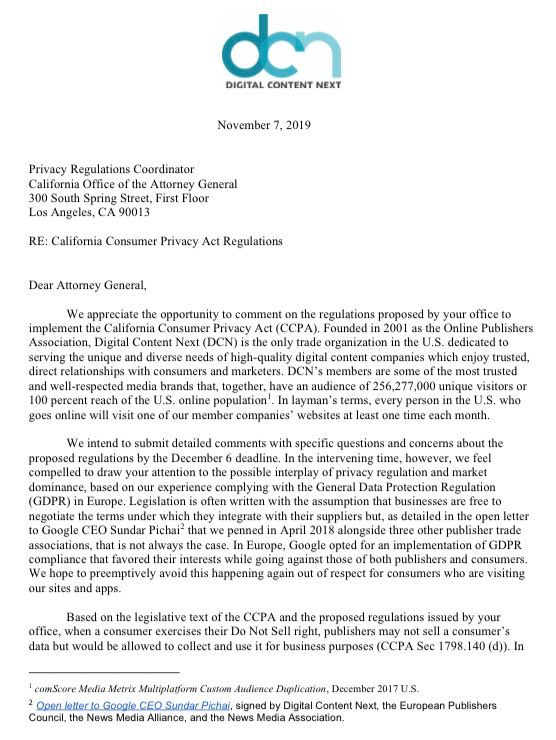 dcn
DIGITAL CONTENT NEXT
November 7, 2019
Privacy Regulations Coordinator
California Office of the Attorney General
300 South Spring Street, First Floor
Los Angeles, CA 90013
RE: California Consumer Privacy Act Regulations
Dear Attorney General,
We appreciate the opportunity to comment on the regulations proposed by your office to
implement the California Consumer Privacy Act (CCPA). Founded in 2001 as the Online Publishers
Association, Digital Content Next (DCN) is the only trade organization in the U.S. dedicated to
serving the unique and diverse needs of high-quality digital content companies which enjoy trusted,
direct relationships with consumers and marketers. DCN’s members are some of the most trusted
and well-respected media brands that, together, have an audience of 256,277,000 unique visitors or
100 percent reach of the U.S. online population1. In layman’s terms, every person in the U.S. who
goes online will visit one of our member companies’ websites at least one time each month.
We intend to submit detailed comments with specific questions and concerns about the
proposed regulations by the December 6 deadline. In the intervening time, however, we feel
compelled to draw your attention to the possible interplay of privacy regulation and market
dominance, based on our experience complying with the General Data Protection Regulation
(GDPR) in Europe. Legislation is often written with the assumption that businesses are free to
negotiate the terms under which they integrate with their suppliers but, as detailed in the open letter
to Google CEO Sundar Pichai2 that we penned in April 2018 alongside three other publisher trade
associations, that is not always the case. In Europe, Google opted for an implementation of GDPR
compliance that favored their interests while going against those of both publishers and consumers.
We hope to preemptively avoid this happening again out of respect for consumers who are visiting
our sites and apps.
Based on the legislative text of the CCPA and the proposed regulations issued by your
office, when a consumer exercises their Do Not Sell right, publishers may not sell a consumer’s
data but would be allowed to collect and use it for business purposes (CCPA Sec 1798.140 (d)). In
1 comScore Media Metrix Multiplatform Custom Audience Duplication, December 2017 U.S.
2 Open letter to Google CEO Sundar Pichai, signed by Digital Content Next, the European Publishers
Council, the News Media Alliance, and the News Media Association.